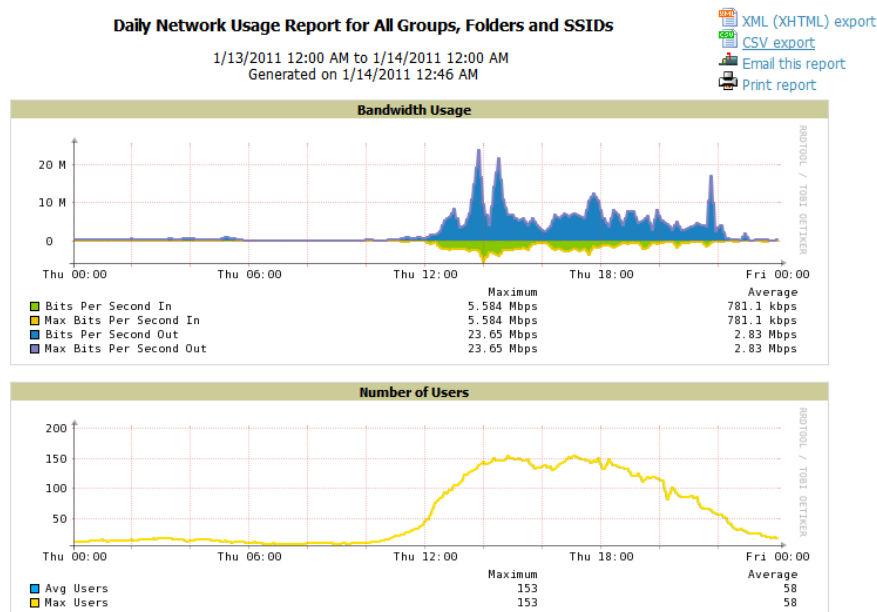 Daily Network Usage Report for All Groups, Folders and SSIDs
1/13/2011 12:00 AM to 1/14/2011 12:00 AM
Generated on 1/14/2011 12:46 AM
XML (XHTML) export
CSV export
Email this report
Print report
Bandwidth Usage
20 M
10 M
0
Thu 00:00 Thu 06:00 Thu 12:00 Thu 18:00 Fri 00:00
RRDTOOL / TOBI OETIKER
Maximum Average
Bits Per Second In 5.584 Mbps 781.1 kbps
Max Bits Per Second In 5.584 Mbps 781.1 kbps
Bits Per Second Out 23.65 Mbps 2.83 Mbps
Max Bits Per Second Out 23.65 Mbps 2.83 Mbps
Number of Users
200
150
100
50
Thu 00:00 Thu 06:00 Thu 12:00 Thu 18:00 Fri 00:00
RRDTOOL / TOBI OETIKER
Maximum Average
Avg Users 153 58
Max Users 153 58